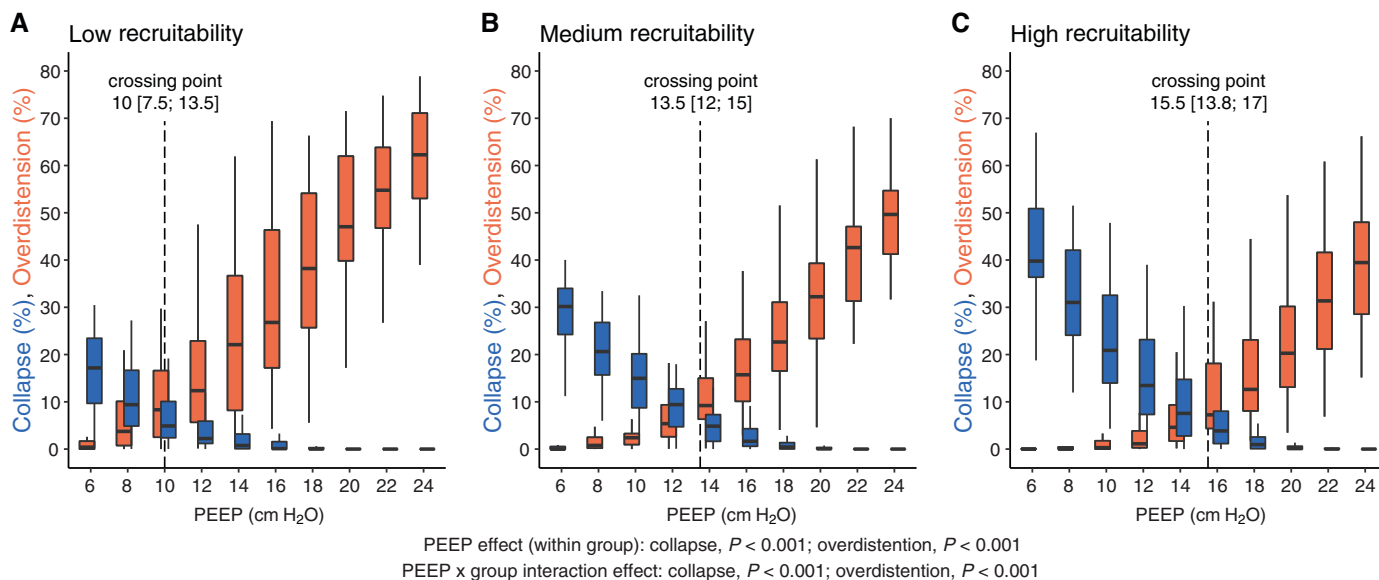 A
Low recruitability
crossing point
10 [7.5; 13.5]
Collapse (%), Overdistension (%)
80
70
60
50
40
30
20
10
0
6 8 10 12 14 16 18 20 22 24
PEEP (cm H₂O)
B
Medium recruitability
crossing point
13.5 [12; 15]
Collapse (%), Overdistension (%)
80
70
60
50
40
30
20
10
0
6 8 10 12 14 16 18 20 22 24
PEEP (cm H₂O)
C
High recruitability
crossing point
15.5 [13.8; 17]
Collapse (%), Overdistension (%)
80
70
60
50
40
30
20
10
0
6 8 10 12 14 16 18 20 22 24
PEEP (cm H₂O)
PEEP effect (within group): collapse, P < 0.001; overdistention, P < 0.001
PEEP x group interaction effect: collapse, P < 0.001; overdistention, P < 0.001